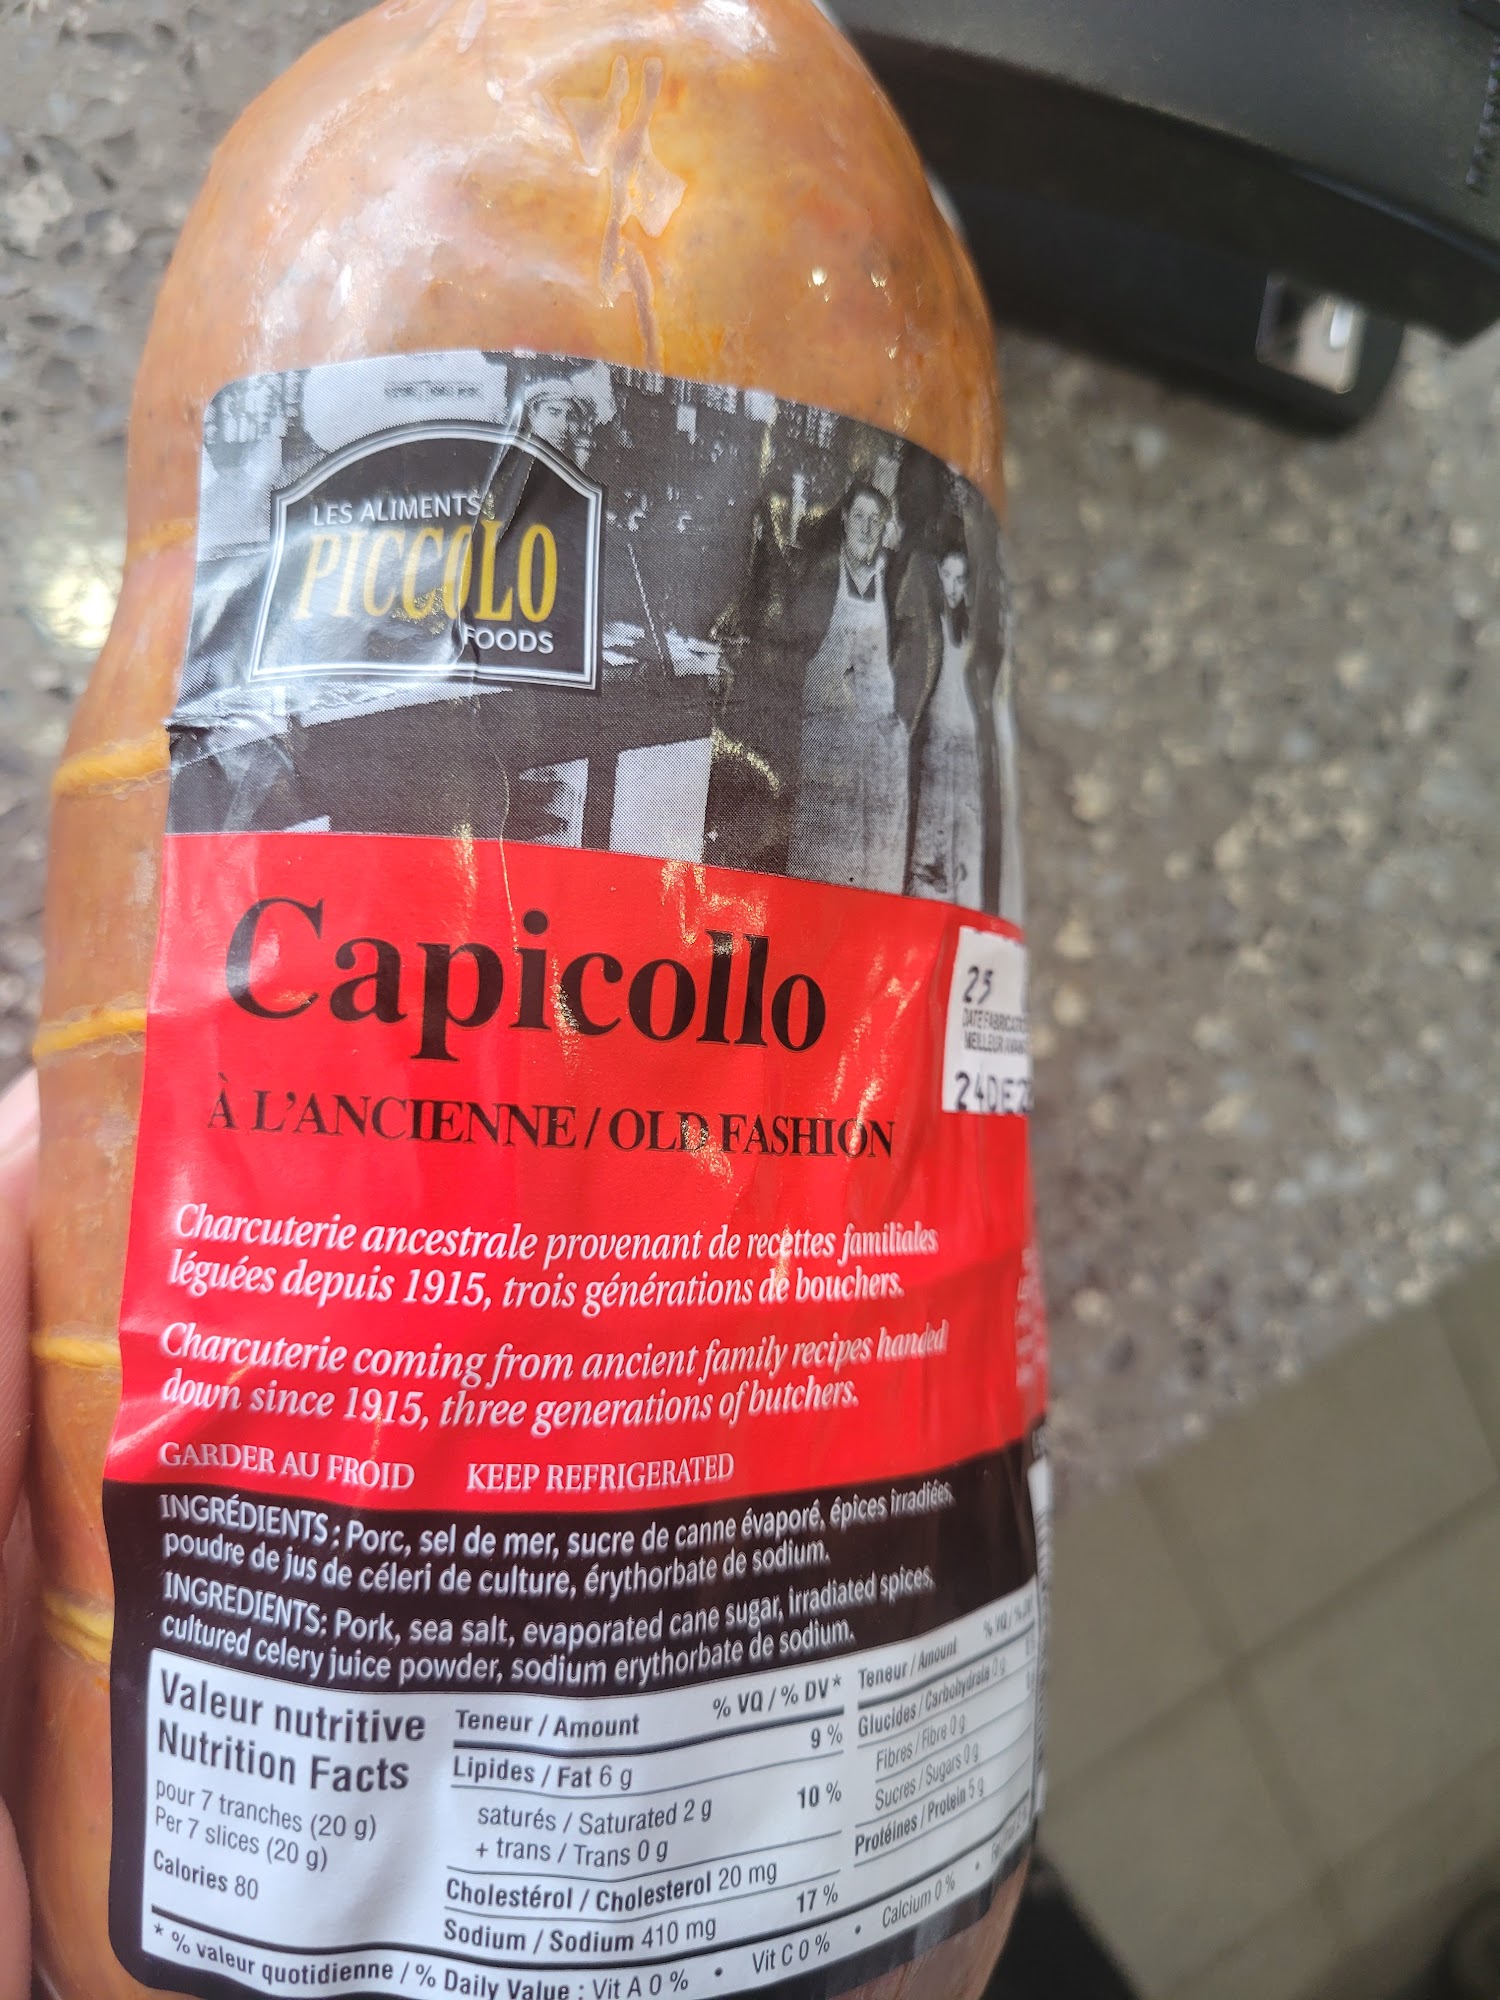 LES ALIMENTS
PICCOLO
FOODS
Capicollo
À L'ANCIENNE / OLD FASHION
25
DATE FABRICATI
MEILLEUR AVAN
24DE2
Charcuterie ancestrale provenant de recettes familiales
léguées depuis 1915, trois générations de bouchers.
Charcuterie coming from ancient family recipes handed
down since 1915, three generations of butchers.
GARDER AU FROID KEEP REFRIGERATED
INGRÉDIENTS : Porc, sel de mer, sucre de canne évaporé, épices irradiées,
poudre de jus de céleri de culture, érythorbate de sodium.
INGREDIENTS: Pork, sea salt, evaporated cane sugar, irradiated spices,
cultured celery juice powder, sodium erythorbate de sodium.
Valeur nutritive
Nutrition Facts
pour 7 tranches (20 g)
Per 7 slices (20 g)
Calories 80
Teneur / Amount % VQ / % DV*
Lipides / Fat 6 g 9 %
saturés / Saturated 2 g 10 %
+ trans / Trans 0 g
Cholestérol / Cholesterol 20 mg
Sodium / Sodium 410 mg 17 %
Teneur / Amount % VQ / % DV
Glucides / Carbohydrate 0 g
Fibres / Fibre 0 g
Sucres / Sugars 0 g
Protéines / Protein 5 g
* % valeur quotidienne / % Daily Value : Vit A 0 % • Vit C 0 % • Calcium 0 % •